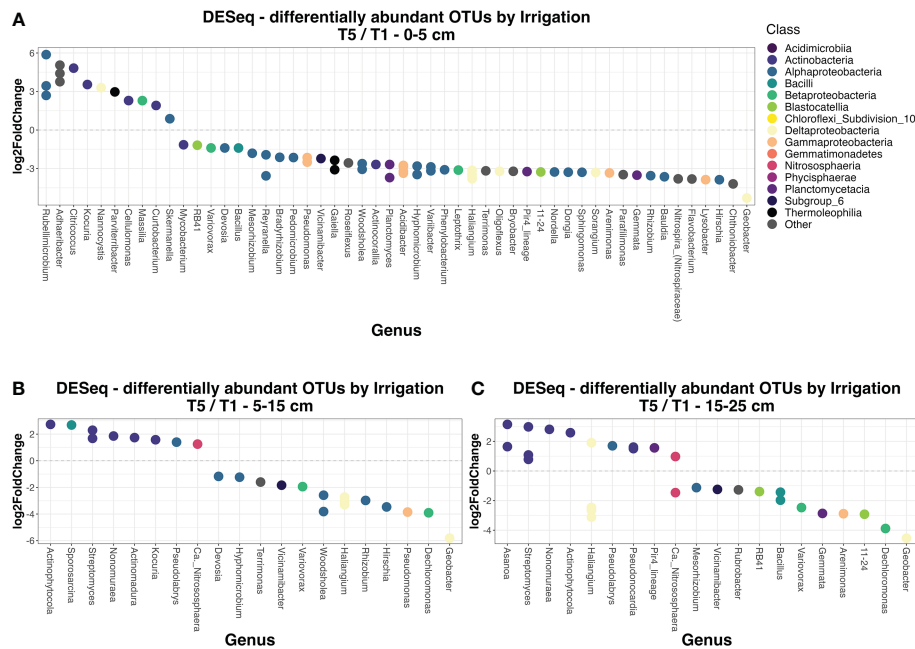 A
DESeq - differentially abundant OTUs by Irrigation
T5 / T1 - 0-5 cm
log2FoldChange
6
3
0
-3
Rubellimicrobium
Adhaeribacter
Citricoccus
Kocuria
Nannocystis
Parviterribacter
Cellulomonas
Massilia
Curtobacterium
Skermanella
Mycobacterium
RB41
Variovorax
Devosia
Bacillus
Mesorhizobium
Reyranella
Bradyrhizobium
Pedomicrobium
Pseudomonas
Vicinamibacter
Gaiella
Roseiflexus
Woodsholea
Actinocorallia
Planctomyces
Acidibacter
Hyphomicrobium
Varibacter
Phenylobacterium
Leptothrix
Haliangium
Terrimonas
Oligoflexus
Bryobacter
Pir4_lineage
11-24
Nordella
Dongia
Sphingomonas
Sorangium
Arenimonas
Parafilimonas
Gemmata
Rhizobium
Bauldia
Nitrospira_(Nitrospiraceae)
Flavobacterium
Lysobacter
Hirschia
Chthoniobacter
Geobacter
Genus
Class
Acidimicrobiia
Actinobacteria
Alphaproteobacteria
Bacilli
Betaproteobacteria
Blastocatellia
Chloroflexi_Subdivision_10
Deltaproteobacteria
Gammaproteobacteria
Gemmatimonadetes
Nitrososphaeria
Phycisphaerae
Planctomycetacia
Subgroup_6
Thermoleophilia
Other
B
DESeq - differentially abundant OTUs by Irrigation
T5 / T1 - 5-15 cm
log2FoldChange
2
0
-2
-4
-6
Actinophytocola
Sporosarcina
Streptomyces
Nonomuraea
Actinomadura
Kocuria
Pseudolabrys
Ca._Nitrososphaera
Devosia
Hyphomicrobium
Terrimonas
Vicinamibacter
Variovorax
Woodsholea
Haliangium
Rhizobium
Hirschia
Pseudomonas
Dechloromonas
Geobacter
Genus
C
DESeq - differentially abundant OTUs by Irrigation
T5 / T1 - 15-25 cm
log2FoldChange
2
0
-2
-4
Asanoa
Streptomyces
Nonomuraea
Actinophytocola
Haliangium
Pseudolabrys
Pseudonocardia
Pir4_lineage
Ca._Nitrososphaera
Mesorhizobium
Vicinamibacter
Rubrobacter
RB41
Bacillus
Variovorax
Gemmata
Arenimonas
11-24
Dechloromonas
Geobacter
Genus